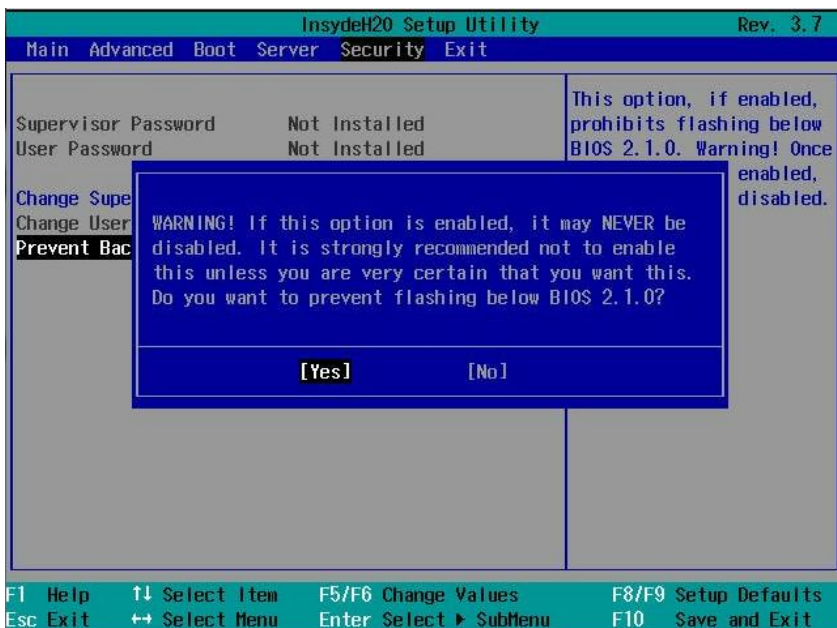 InsydeH20 Setup Utility Rev. 3.7
Main Advanced Boot Server Security Exit
Supervisor Password Not Installed
User Password Not Installed
Change Supe
Change User
Prevent Bac
This option, if enabled,
prohibits flashing below
BIOS 2.1.0. Warning! Once
enabled,
disabled.
WARNING! If this option is enabled, it may NEVER be
disabled. It is strongly recommended not to enable
this unless you are very certain that you want this.
Do you want to prevent flashing below BIOS 2.1.0?
[Yes] [No]
F1 Help ↑↓ Select Item F5/F6 Change Values F8/F9 Setup Defaults
Esc Exit ↔ Select Menu Enter Select ▶ SubMenu F10 Save and Exit